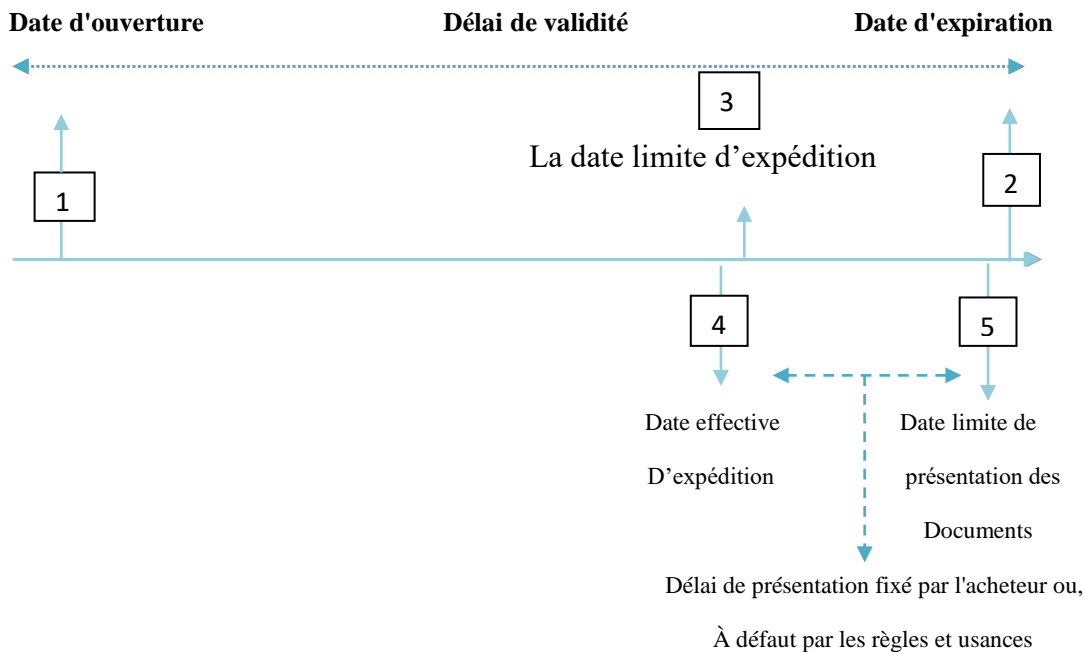 Date d'ouverture Délai de validité Date d'expiration
3
La date limite d’expédition
1
2
4
5
Date effective
D’expédition
Date limite de
présentation des
Documents
Délai de présentation fixé par l'acheteur ou,
À défaut par les règles et usances